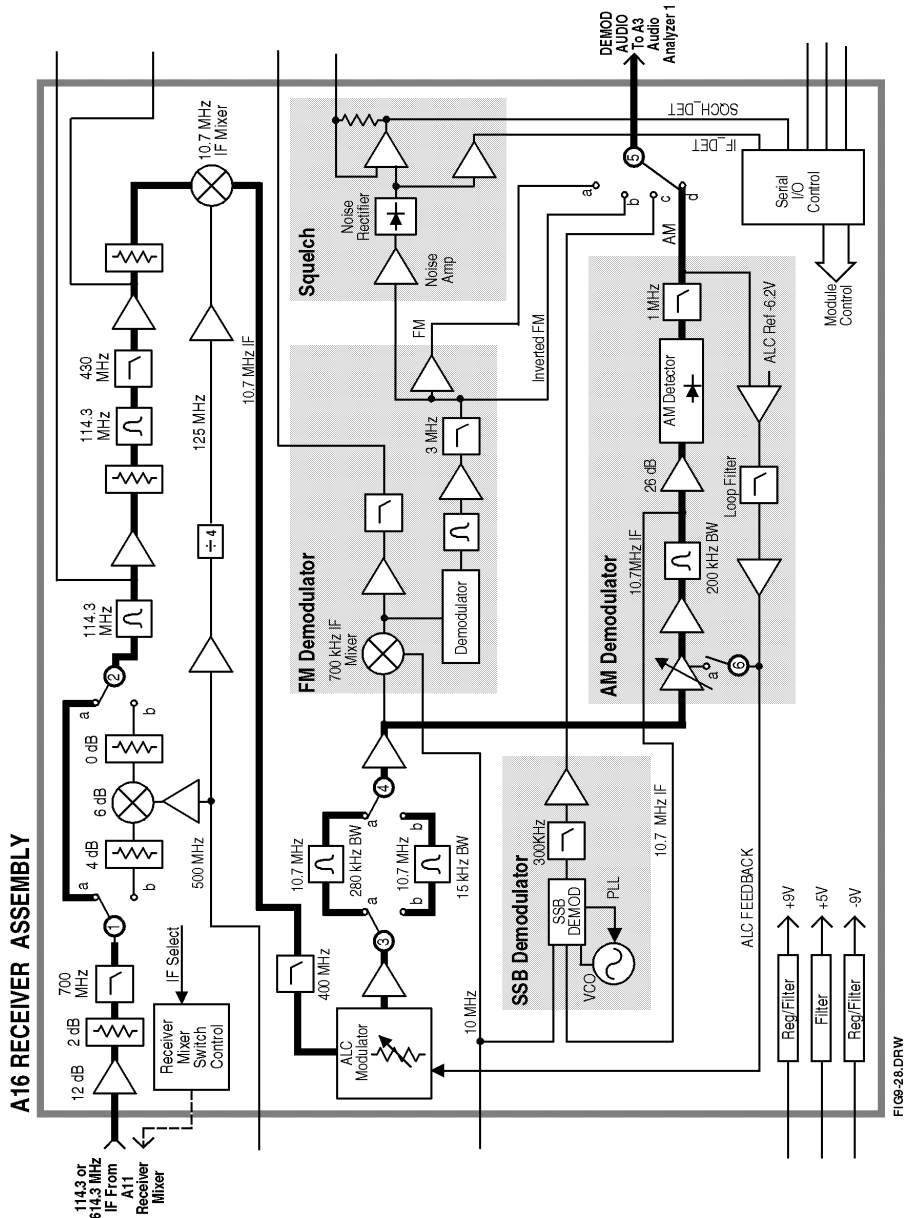 A16 RECEIVER ASSEMBLY
114.3 or
614.3 MHz
IF From
A11
Receiver
Mixer
12 dB
2 dB
700
MHz
Receiver
Mixer
Switch
Control
IF Select
1
a
b
4 dB
6 dB
0 dB
500 MHz
a
b
2
114.3
MHz
114.3
MHz
430
MHz
÷ 4
125 MHz
10.7 MHz
IF Mixer
10.7 MHz IF
400 MHz
ALC
Modulator
3
a
b
10.7 MHz
280 kHz BW
10.7 MHz
15 kHz BW
a
b
4
10 MHz
FM Demodulator
700 kHz IF
Mixer
Demodulator
3 MHz
FM
Inverted FM
Squelch
Noise
Amp
Noise
Rectifier
SQCH_DET
IF_DET
SSB Demodulator
VCO
SSB
DEMOD
PLL
300KHz
10.7 MHz IF
AM Demodulator
10.7MHz IF
200 kHz BW
26 dB
AM Detector
1 MHz
AM
a
6
Loop Filter
ALC Ref -6.2V
ALC FEEDBACK
a
b
c
d
5
DEMOD
AUDIO
To A3
Audio
Analyzer 1
Serial
I/O
Control
Module
Control
Reg/Filter
+9V
Filter
+5V
Reg/Filter
-9V
FIG9-28.DRW